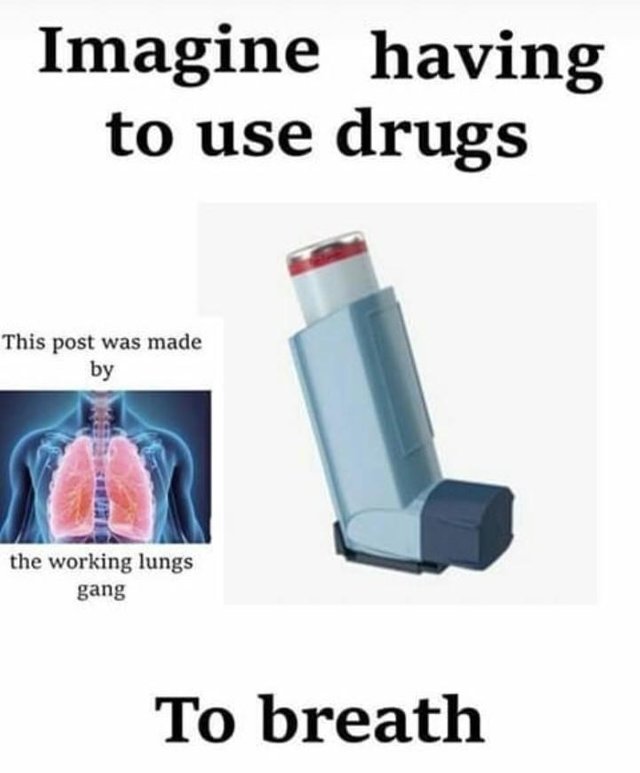 Imagine having
to use drugs
This post was made
by
the working lungs
gang
To breath